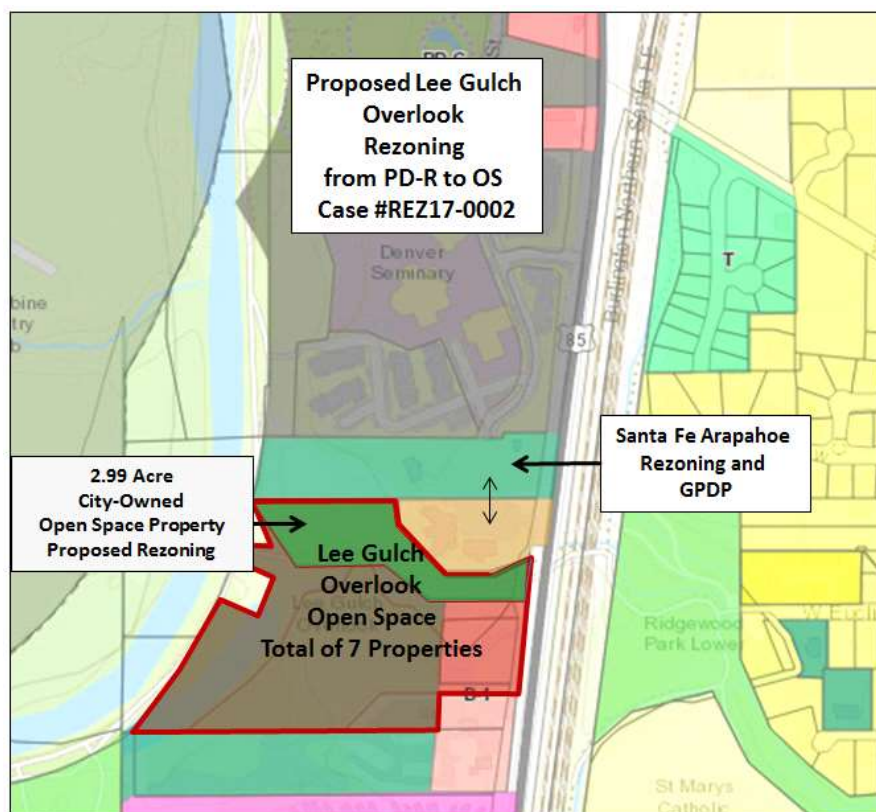 Proposed Lee Gulch
Overlook
Rezoning
from PD-R to OS
Case #REZ17-0002
Denver
Seminary
Burlington Northern Santa FE
T
85
Santa Fe Arapahoe
Rezoning and
GPDP
2.99 Acre
City-Owned
Open Space Property
Proposed Rezoning
Lee Gulch
Overlook
Open Space
Total of 7 Properties
Ridgewood
Park Lower
B-1
St Marys
Catholic